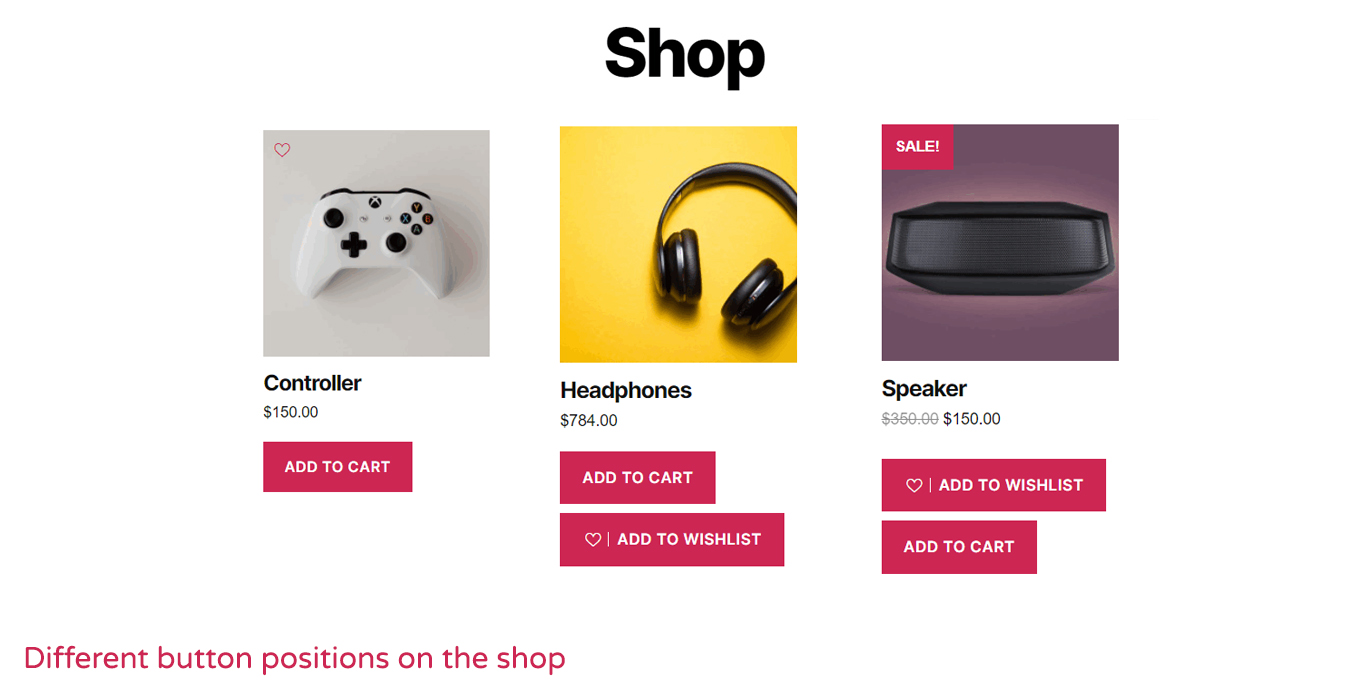 Shop
SALE!
Y
X
B
A
Controller
$150.00
ADD TO CART
Headphones
$784.00
ADD TO CART
ADD TO WISHLIST
Speaker
$350.00 $150.00
ADD TO WISHLIST
ADD TO CART
Different button positions on the shop